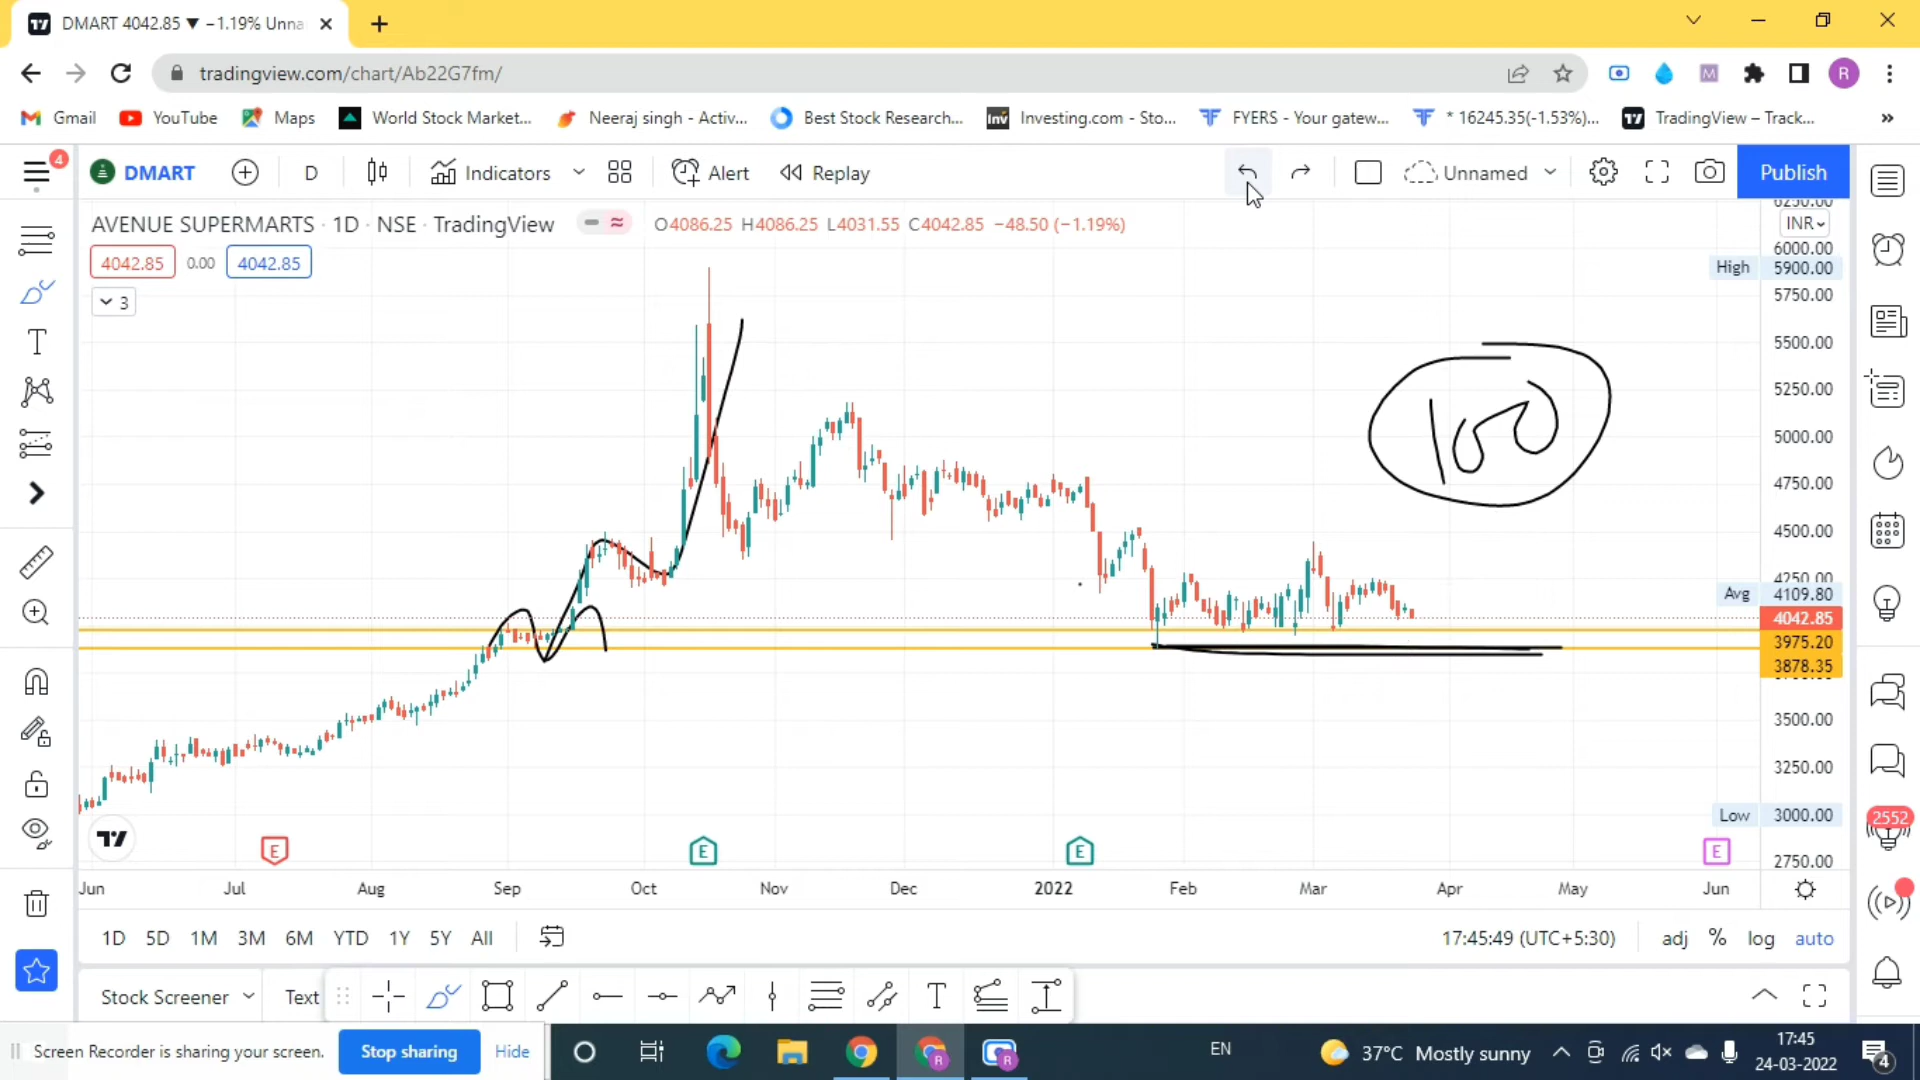 DMART 4042.85 ▼ −1.19% Unna
tradingview.com/chart/Ab22G7fm/
R
Gmail
YouTube
Maps
World Stock Market...
Neeraj singh - Activ...
Best Stock Research...
Inv
Investing.com - Sto...
FYERS - Your gatew...
* 16245.35(-1.53%)...
TradingView – Track...
»
4
DMART
D
Indicators
Alert
Replay
Unnamed
Publish
AVENUE SUPERMARTS · 1D · NSE · TradingView
O4086.25 H4086.25 L4031.55 C4042.85 −48.50 (−1.19%)
4042.85
0.00
4042.85
3
100
6250.00
INR
6000.00
High 5900.00
5750.00
5500.00
5250.00
5000.00
4750.00
4500.00
4250.00
Avg 4109.80
4042.85
3975.20
3878.35
3500.00
3250.00
Low 3000.00
2750.00
E
E
E
E
Jun Jul Aug Sep Oct Nov Dec 2022 Feb Mar Apr May Jun
2552
1D 5D 1M 3M 6M YTD 1Y 5Y All
17:45:49 (UTC+5:30)
adj % log auto
Stock Screener
Text
T
Screen Recorder is sharing your screen.
Stop sharing
Hide
EN
37°C Mostly sunny
17:45
24-03-2022
4